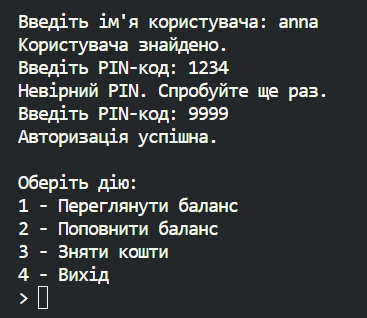 Введіть ім'я користувача: anna
Користувача знайдено.
Введіть PIN-код: 1234
Невірний PIN. Спробуйте ще раз.
Введіть PIN-код: 9999
Авторизація успішна.

Оберіть дію:
1 - Переглянути баланс
2 - Поповнити баланс
3 - Зняти кошти
4 - Вихід
>